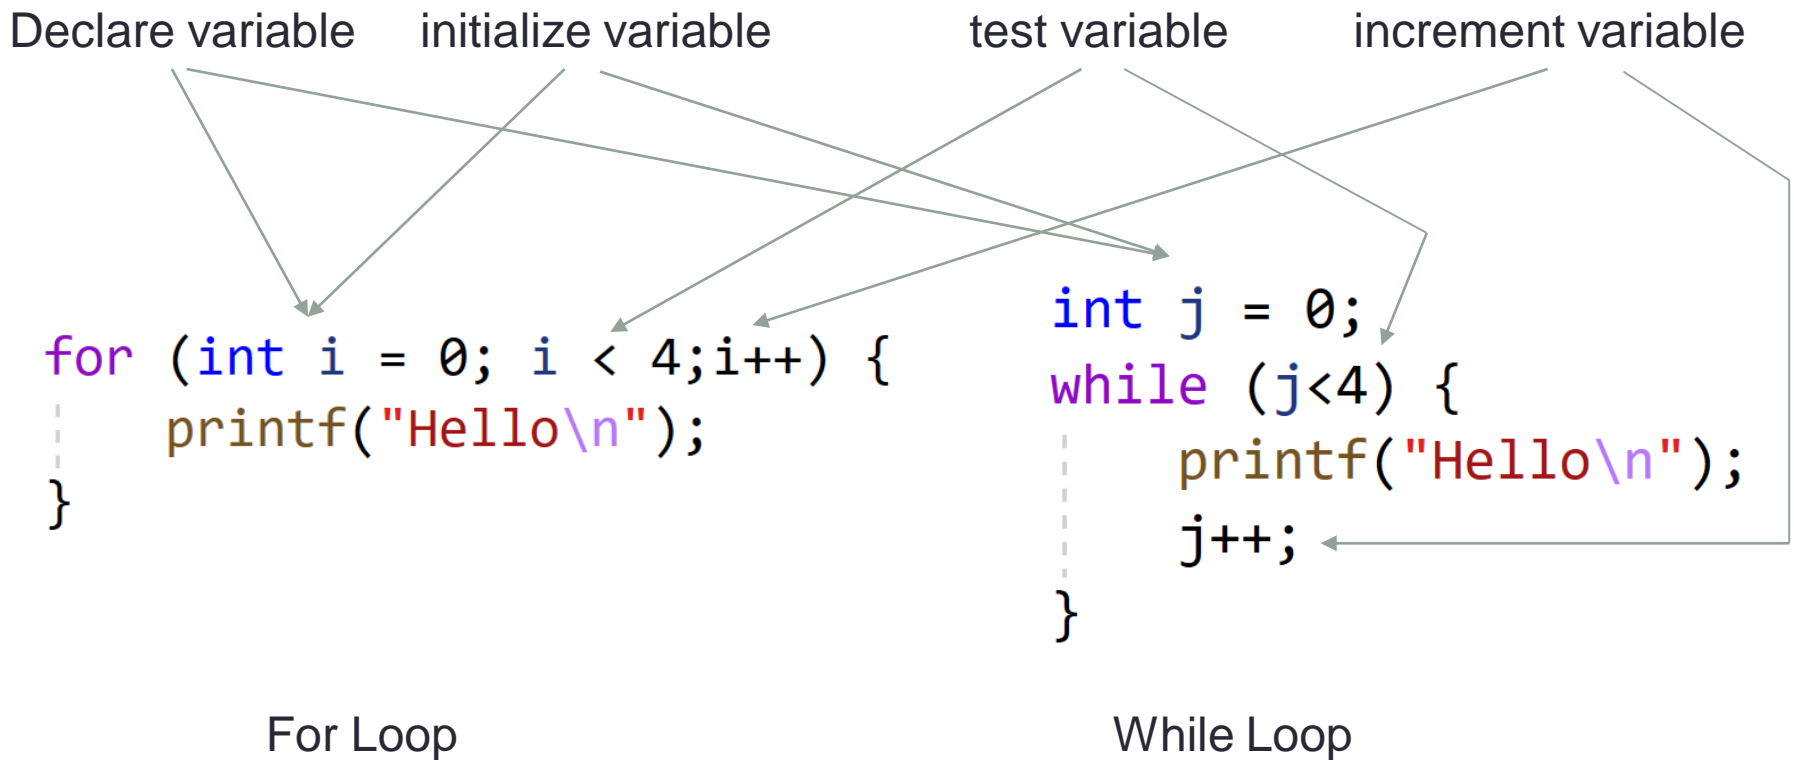 Declare variable initialize variable test variable increment variable
for (int i = 0; i < 4;i++) {
printf("Hello\n");
}
int j = 0;
while (j<4) {
printf("Hello\n");
j++;
}
For Loop
While Loop